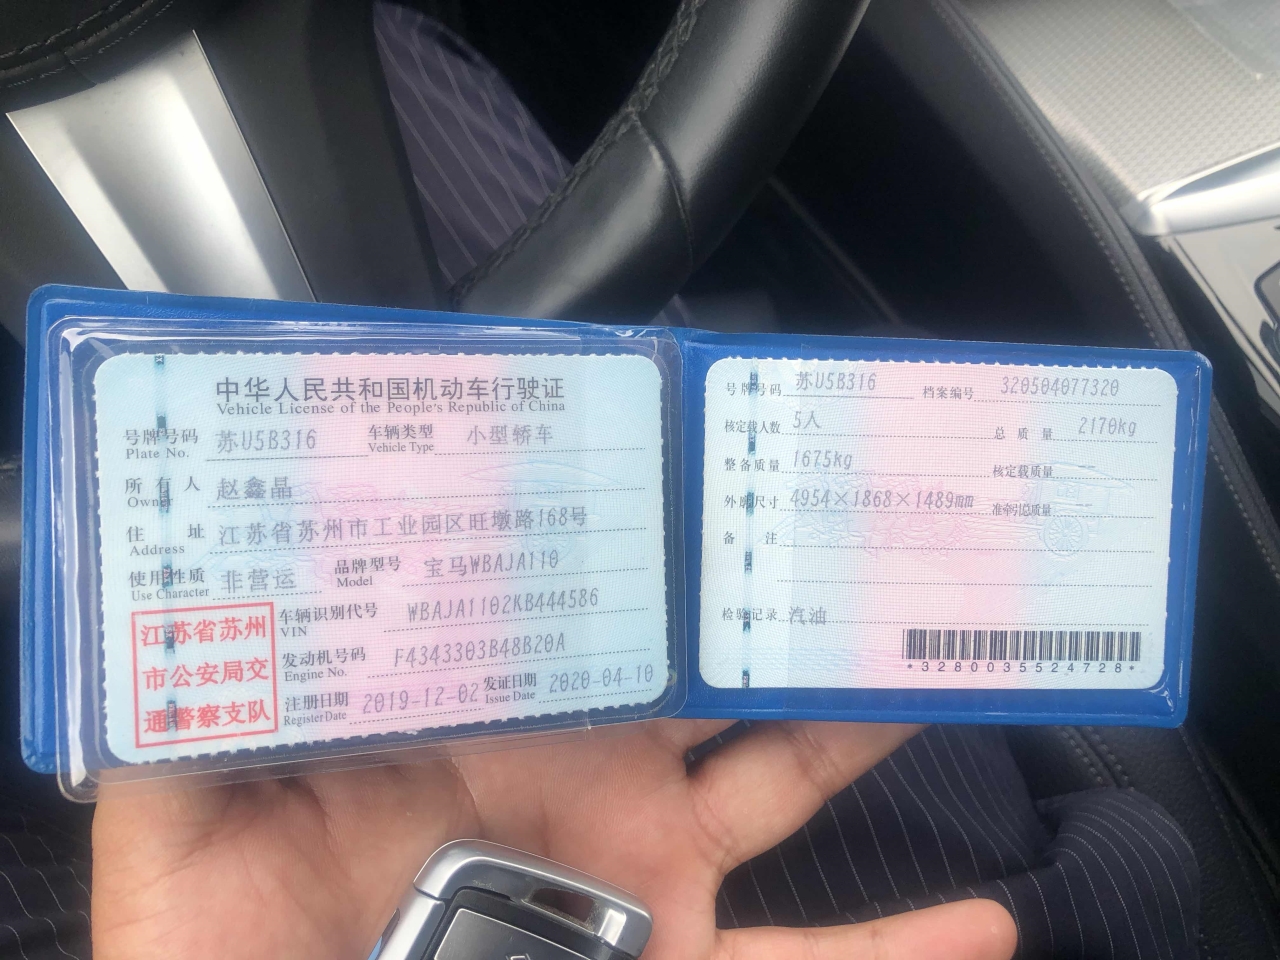 中华人民共和国机动车行驶证
Vehicle License of the People's Republic of China
号牌号码 苏U5B316 车辆类型 小型轿车
Plate No. Vehicle Type
所有人 赵鑫晶
Owner
住址 江苏省苏州市工业园区旺墩路168号
Address
使用性质 非营运 品牌型号 宝马WBAJA110
Use Character Model
江苏省苏州
市公安局交
通警察支队
车辆识别代号 WBAJA1102KB444586
VIN
发动机号码 F4343303B48B20A
Engine No.
注册日期 2019-12-02 发证日期 2020-04-10
Register Date Issue Date
号牌号码 苏U5B316 档案编号 320504077320
核定载人数 5人 总质量 2170kg
整备质量 1675kg 核定载质量 --
外廓尺寸 4954×1868×1489mm 准牵引总质量 --
备注
检验记录 汽油
*3280035524728*